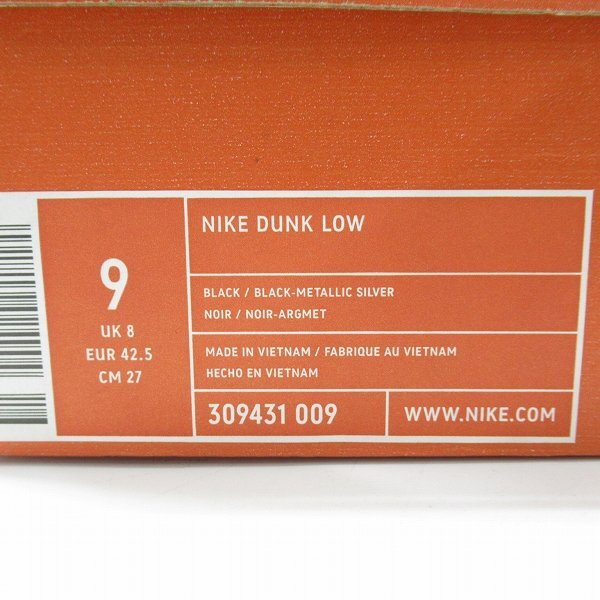 9
UK 8
EUR 42.5
CM 27
NIKE DUNK LOW
BLACK / BLACK-METALLIC SILVER
NOIR / NOIR-ARGMET
MADE IN VIETNAM / FABRIQUE AU VIETNAM
HECHO EN VIETNAM
309431 009
WWW.NIKE.COM